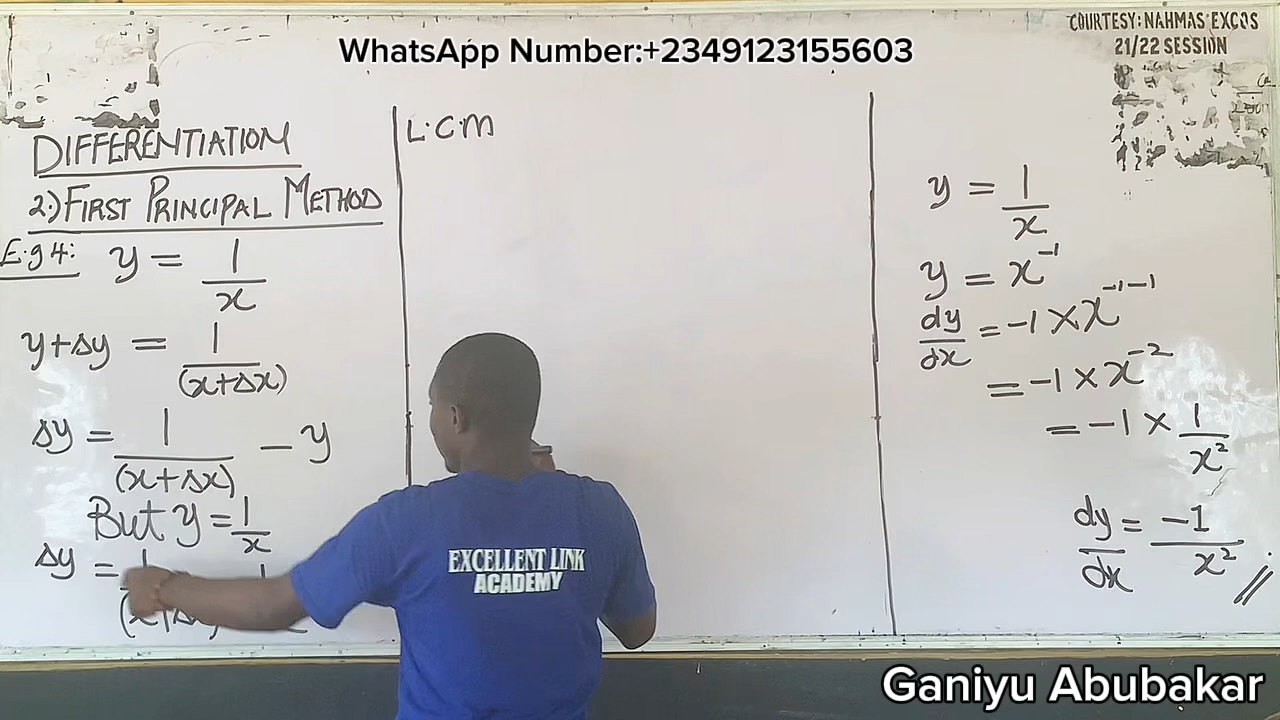 WhatsApp Number:+2349123155603
COURTESY: NAHMAS EXCOS
21/22 SESSION
DIFFERENTIATION
2.) FIRST PRINCIPAL METHOD
E.g 4: y = 1/x
y+Δy = 1/(x+Δx)
Δy = 1/(x+Δx) - y
But y = 1/x
Δy =
L.C.M
y = 1/x
y = x⁻¹
dy/dx = -1 × x⁻¹⁻¹
= -1 × x⁻²
= -1 × 1/x²
dy/dx = -1/x² //
EXCELLENT LINK
ACADEMY
Ganiyu Abubakar